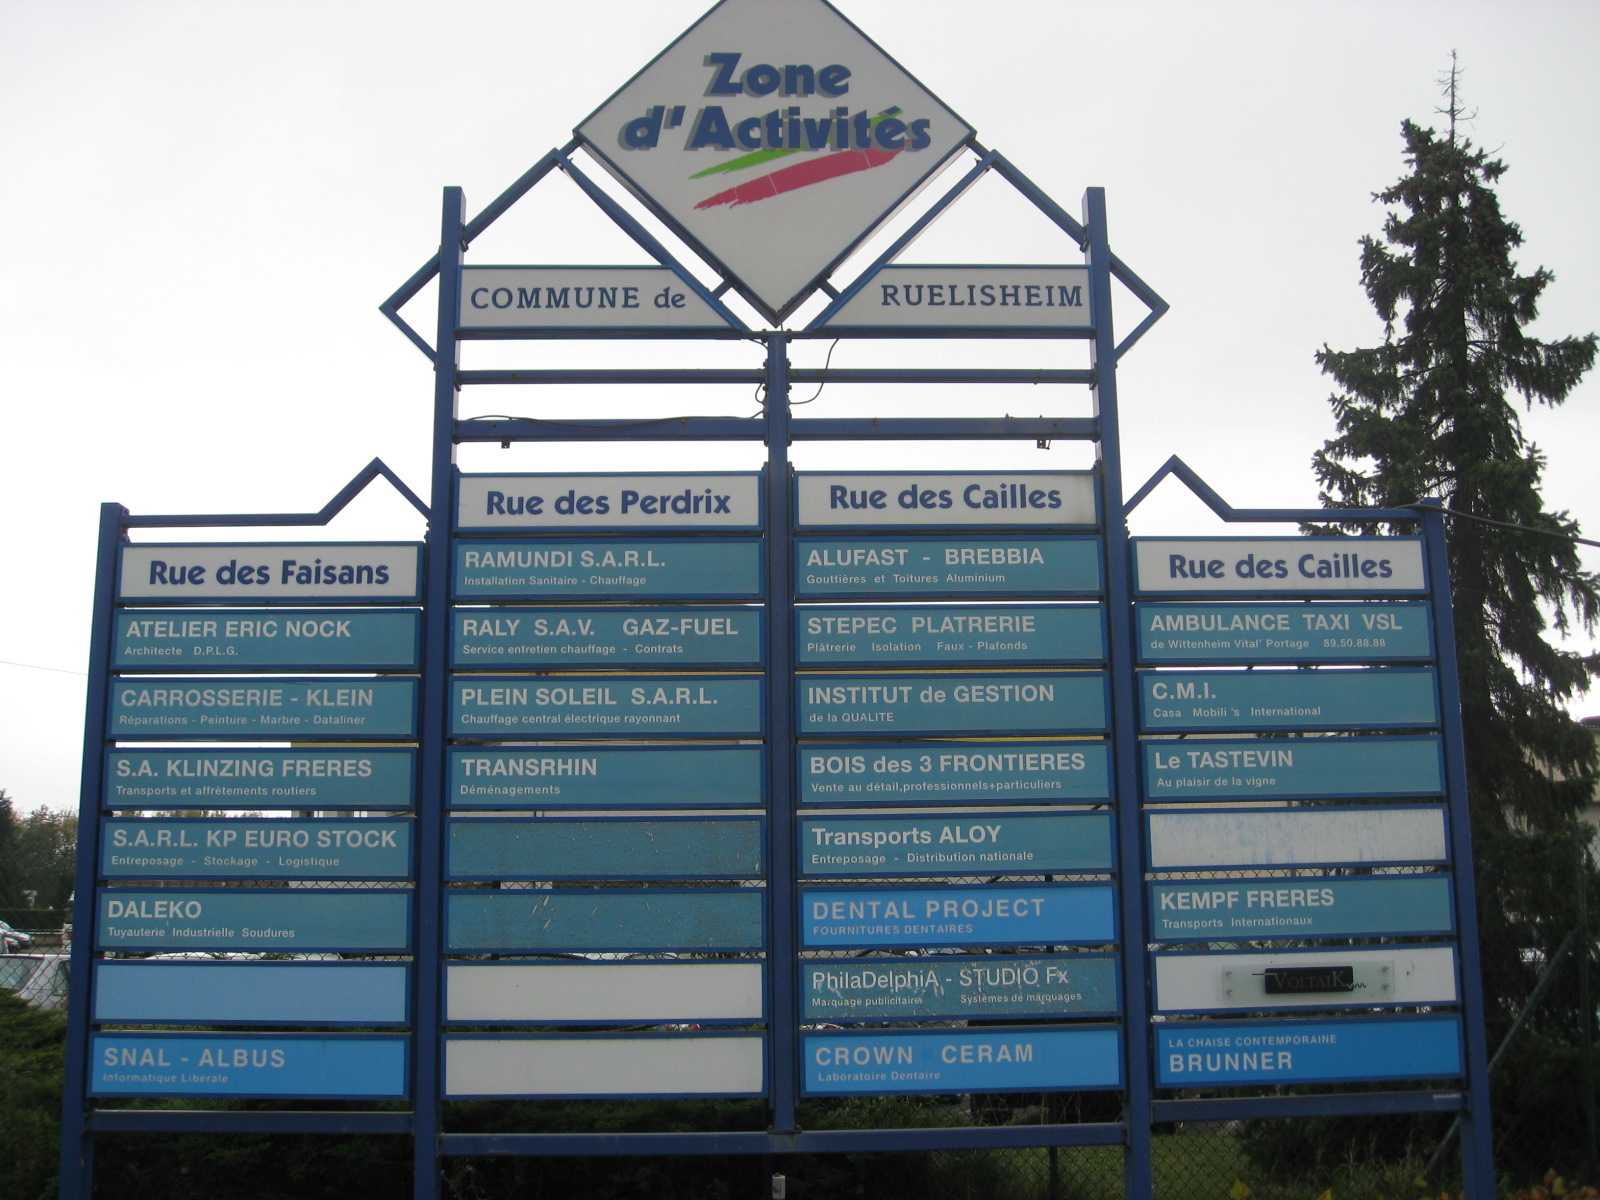 Zone
d'Activités
COMMUNE de RUELISHEIM
Rue des Faisans
ATELIER ERIC NOCK
Architecte D.P.L.G.
CARROSSERIE - KLEIN
Réparations - Peinture - Marbre - Dataliner
S.A. KLINZING FRERES
Transports et affrètements routiers
S.A.R.L. KP EURO STOCK
Entreposage - Stockage - Logistique
DALEKO
Tuyauterie Industrielle Soudures
SNAL - ALBUS
Informatique Liberale
Rue des Perdrix
RAMUNDI S.A.R.L.
Installation Sanitaire - Chauffage
RALY S.A.V. GAZ-FUEL
Service entretien chauffage - Contrats
PLEIN SOLEIL S.A.R.L.
Chauffage central électrique rayonnant
TRANSRHIN
Déménagements
Rue des Cailles
ALUFAST - BREBBIA
Gouttières et Toitures Aluminium
STEPEC PLATRERIE
Plâtrerie Isolation Faux - Plafonds
INSTITUT de GESTION
de la QUALITE
BOIS des 3 FRONTIERES
Vente au détail,professionnels+particuliers
Transports ALOY
Entreposage - Distribution nationale
DENTAL PROJECT
FOURNITURES DENTAIRES
PhilaDelphiA - STUDIO Fx
Marquage publicitaire Systèmes de marquages
CROWN CERAM
Laboratoire Dentaire
Rue des Cailles
AMBULANCE TAXI VSL
de Wittenheim Vital' Portage 89.50.88.88
C.M.I.
Casa Mobili 's International
Le TASTEVIN
Au plaisir de la vigne
KEMPF FRERES
Transports Internationaux
VOLTAIK
LA CHAISE CONTEMPORAINE
BRUNNER